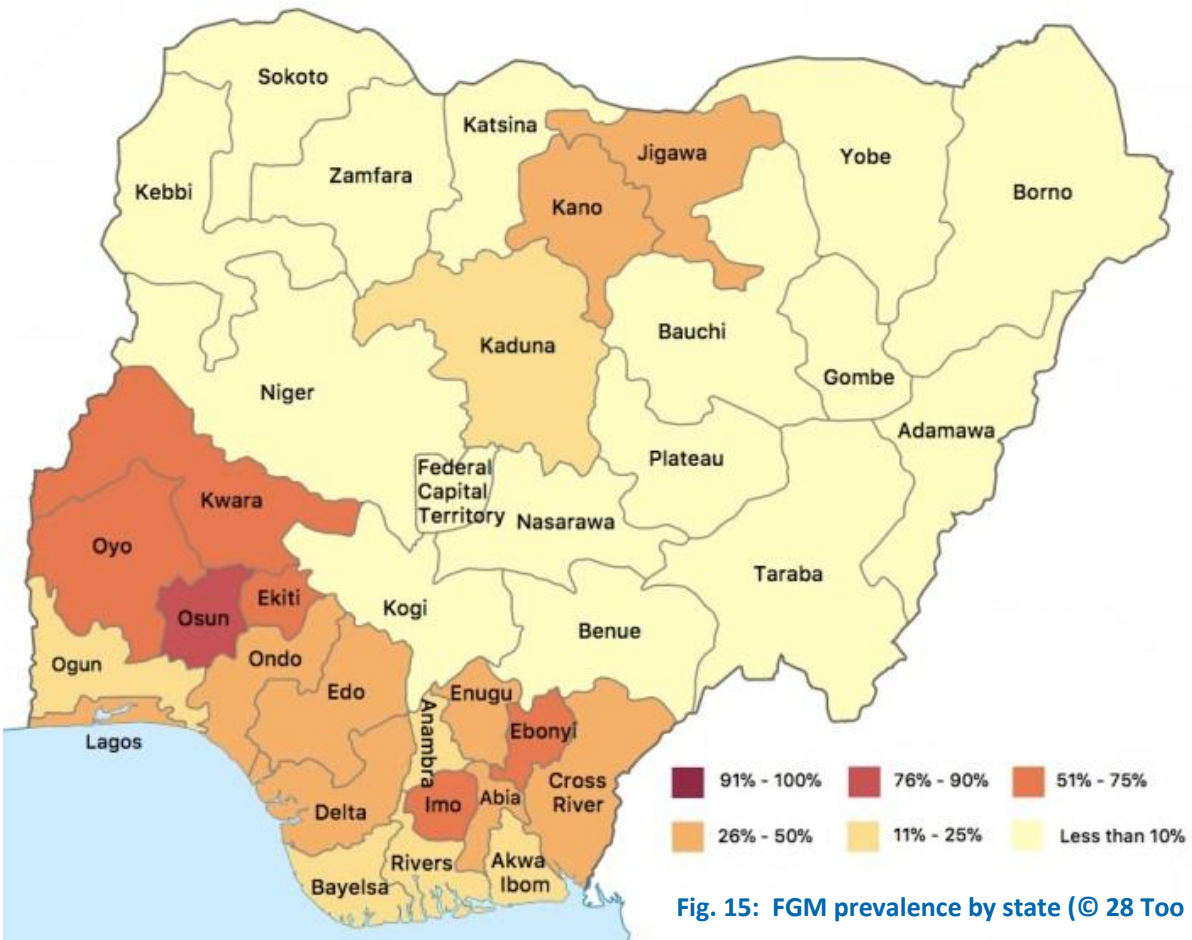 Sokoto
Katsina
Jigawa
Yobe
Borno
Kebbi
Zamfara
Kano
Kaduna
Bauchi
Gombe
Niger
Adamawa
Plateau
Federal
Capital
Territory
Nasarawa
Kwara
Oyo
Taraba
Osun
Ekiti
Kogi
Benue
Ogun
Ondo
Edo
Enugu
Anambra
Ebonyi
Lagos
Cross
River
Delta
Imo
Abia
Rivers
Akwa
Ibom
Bayelsa
91% - 100%
76% - 90%
51% - 75%
26% - 50%
11% - 25%
Less than 10%
Fig. 15: FGM prevalence by state (© 28 Too